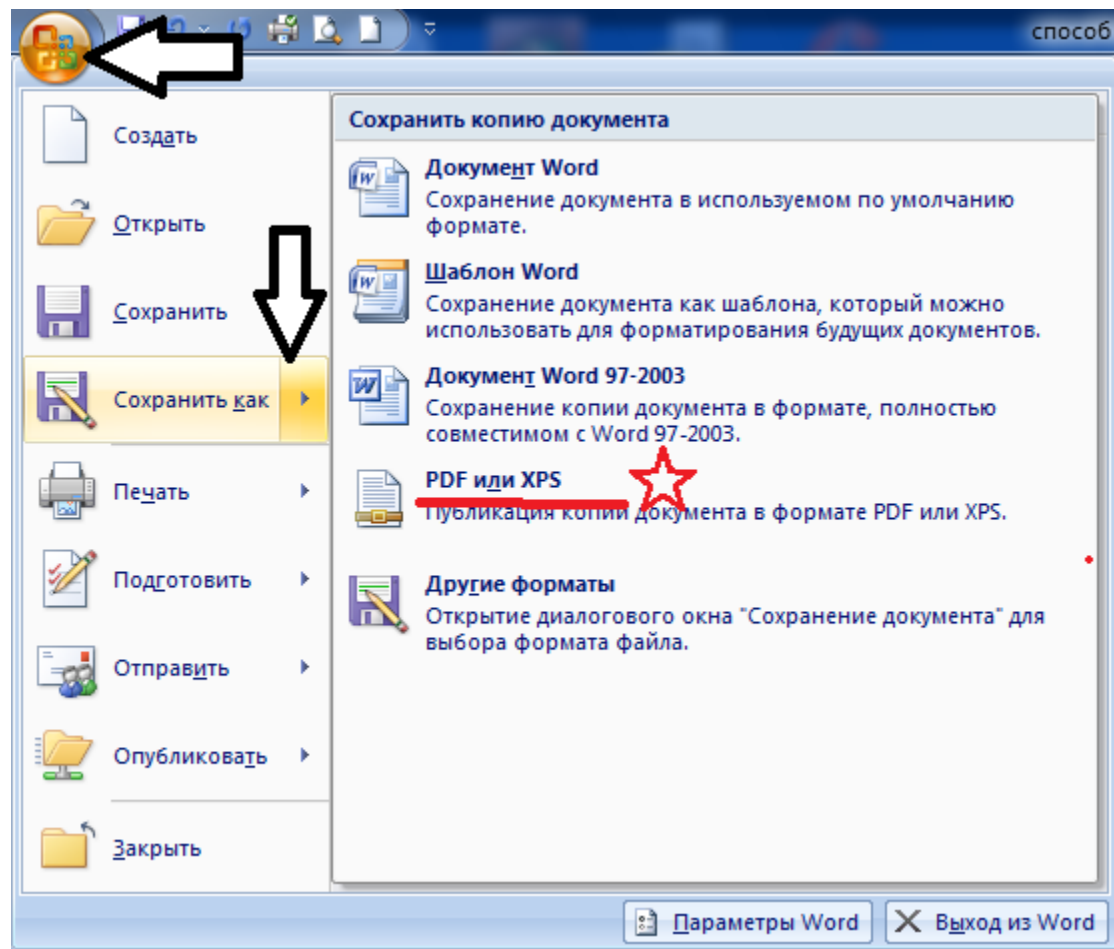 способ
Создать
Открыть
Сохранить
Сохранить как
Печать
Подготовить
Отправить
Опубликовать
Закрыть
Сохранить копию документа
Документ Word
Сохранение документа в используемом по умолчанию
формате.
Шаблон Word
Сохранение документа как шаблона, который можно
использовать для форматирования будущих документов.
Документ Word 97-2003
Сохранение копии документа в формате, полностью
совместимом с Word 97-2003.
PDF или XPS
Публикация копии документа в формате PDF или XPS.
Другие форматы
Открытие диалогового окна "Сохранение документа" для
выбора формата файла.
Параметры Word
Выход из Word